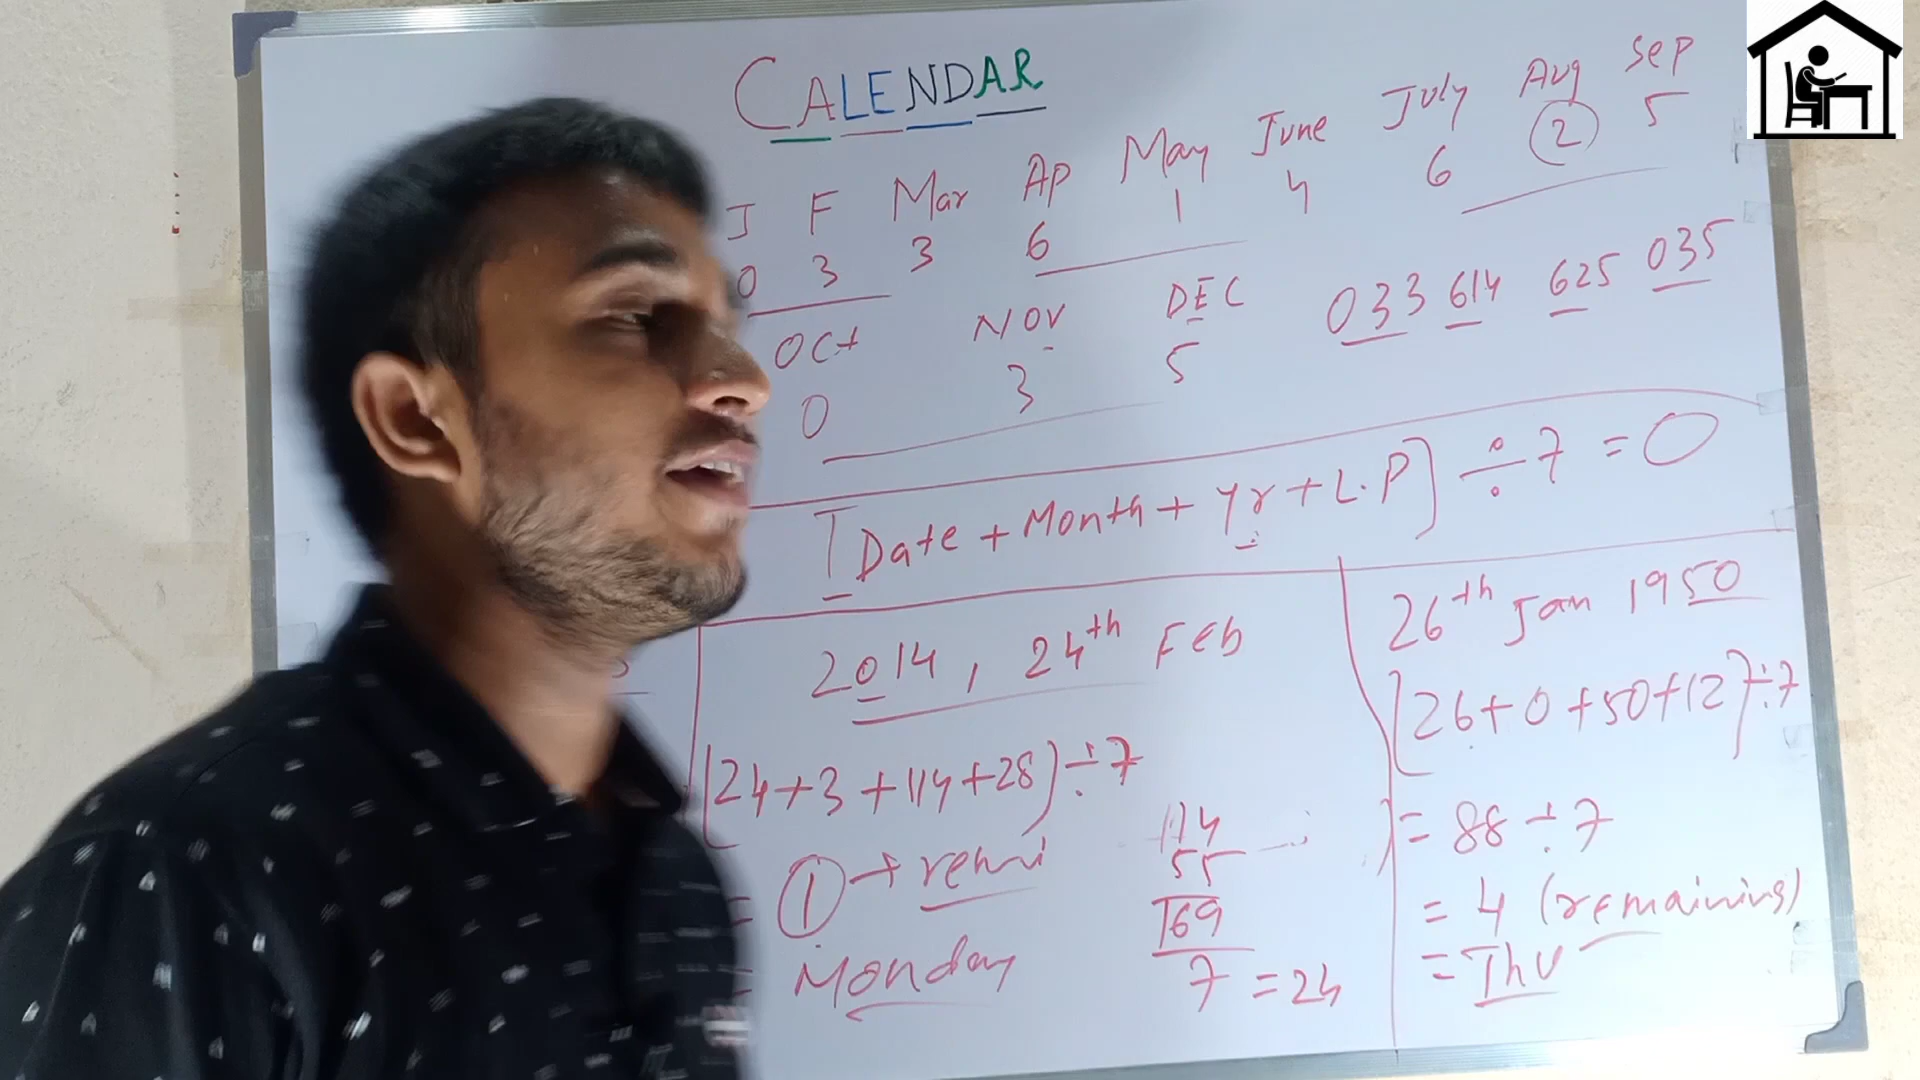 CALENDAR
J F Mar Ap May June July Aug Sep
0 3 3 6 1 4 6 2 5
OCt NOV DEC
0 3 5
033 614 625 035
[Date + Month + Yr + L.P] ÷ 7 = 0
2014, 24th FEb
(24+3+114+28) ÷ 7
= 1 → remi
= Monday
114
55
169
7 = 24
26th Jan 1950
[26+0+50+12] ÷ 7
= 88 ÷ 7
= 4 (remaining)
= Thu